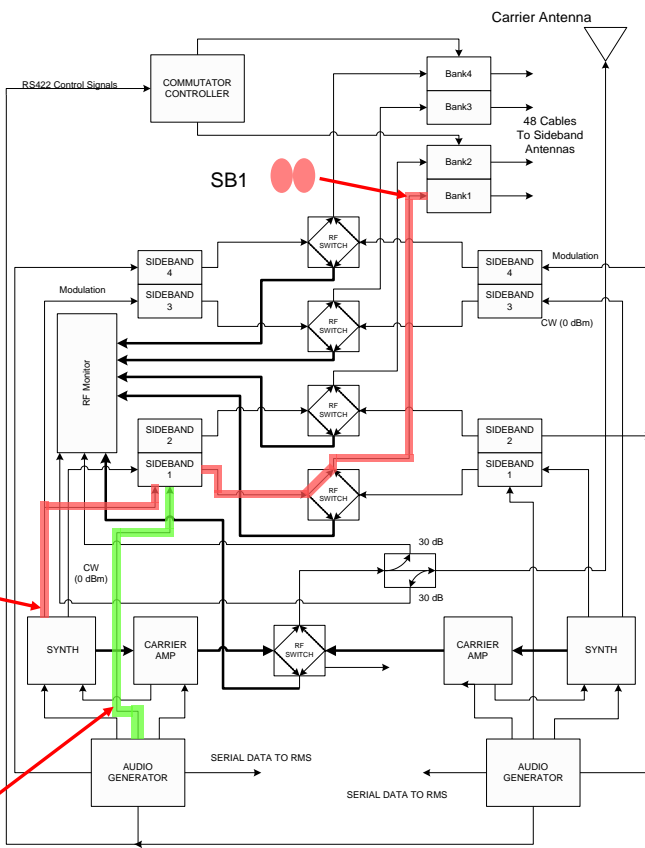 Carrier Antenna
RS422 Control Signals
COMMUTATOR
CONTROLLER
Bank4
Bank3
48 Cables
To Sideband
Antennas
Bank2
Bank1
SB1
RF
SWITCH
SIDEBAND
4
SIDEBAND
4
Modulation
Modulation
SIDEBAND
3
SIDEBAND
3
CW (0 dBm)
RF
SWITCH
RF Monitor
RF
SWITCH
SIDEBAND
2
SIDEBAND
2
SIDEBAND
1
SIDEBAND
1
RF
SWITCH
30 dB
CW
(0 dBm)
30 dB
SYNTH
CARRIER
AMP
RF
SWITCH
CARRIER
AMP
SYNTH
AUDIO
GENERATOR
SERIAL DATA TO RMS
SERIAL DATA TO RMS
AUDIO
GENERATOR